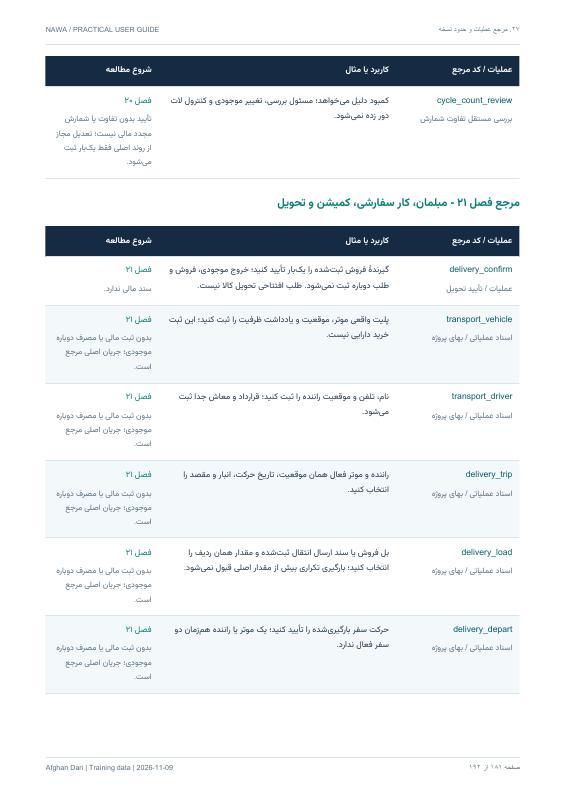 ۲۷. مرجع عملیات و حدود نسخه
NAWA / PRACTICAL USER GUIDE
عملیات / کد مرجع
کاربرد یا مثال
شروع مطالعه
cycle_count_review
بررسی مستقل تفاوت شمارش
کمبود دلیل می‌خواهد؛ مسئول بررسی، تغییر موجودی و کنترول لات
دور زده نمی‌شود.
فصل ۲۰
تأیید بدون تفاوت یا شمارش
مجدد مالی نیست؛ تعدیل مجاز
از روند اصلی فقط یک‌بار ثبت
می‌شود.
مرجع فصل ۲۱ - مبلمان، کار سفارشی، کمیشن و تحویل
عملیات / کد مرجع
کاربرد یا مثال
شروع مطالعه
delivery_confirm
عملیات / تأیید تحویل
گیرندهٔ فروش ثبت‌شده را یک‌بار تأیید کنید؛ خروج موجودی، فروش و
طلب دوباره ثبت نمی‌شود. طلب افتتاحی تحویل کالا نیست.
فصل ۲۱
سند مالی ندارد.
transport_vehicle
اسناد عملیاتی / بهای پروژه
پلیت واقعی موتر، موقعیت و یادداشت ظرفیت را ثبت کنید؛ این ثبت
خرید دارایی نیست.
فصل ۲۱
بدون ثبت مالی یا مصرف دوباره
موجودی؛ جریان اصلی مرجع
است.
transport_driver
اسناد عملیاتی / بهای پروژه
نام، تلفن و موقعیت راننده را ثبت کنید؛ قرارداد و معاش جدا ثبت
می‌شود.
فصل ۲۱
بدون ثبت مالی یا مصرف دوباره
موجودی؛ جریان اصلی مرجع
است.
delivery_trip
اسناد عملیاتی / بهای پروژه
راننده و موتر فعال همان موقعیت، تاریخ حرکت، انبار و مقصد را
انتخاب کنید.
فصل ۲۱
بدون ثبت مالی یا مصرف دوباره
موجودی؛ جریان اصلی مرجع
است.
delivery_load
اسناد عملیاتی / بهای پروژه
بل فروش یا سند ارسال انتقال ثبت‌شده و مقدار همان ردیف را
انتخاب کنید؛ بارگیری تکراری بیش از مقدار اصلی قبول نمی‌شود.
فصل ۲۱
بدون ثبت مالی یا مصرف دوباره
موجودی؛ جریان اصلی مرجع
است.
delivery_depart
اسناد عملیاتی / بهای پروژه
حرکت سفر بارگیری‌شده را تأیید کنید؛ یک موتر یا راننده هم‌زمان دو
سفر فعال ندارد.
فصل ۲۱
بدون ثبت مالی یا مصرف دوباره
موجودی؛ جریان اصلی مرجع
است.
صفحه ۱۸۱ از ۱۹۲
Afghan Dari | Training data | 2026-11-09